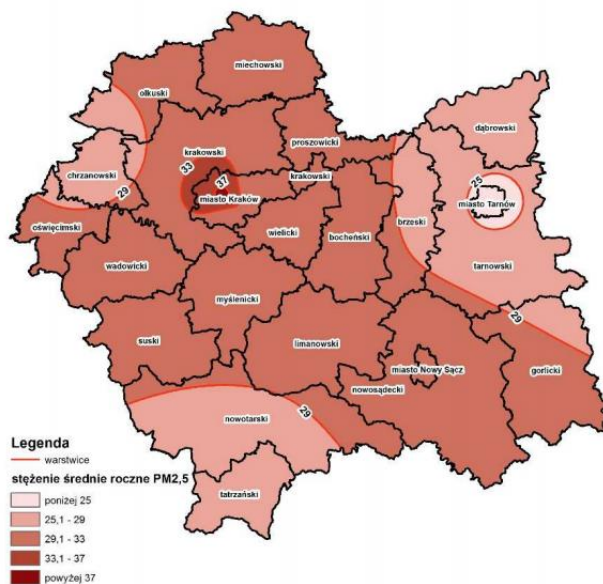 miechowski
olkuski
dąbrowski
proszowicki
krakowski
chrzanowski
33
37
krakowski
25
miasto Tarnów
29
miasto Kraków
oświęcimski
wielicki
bocheński
brzeski
tarnowski
wadowicki
myślenicki
29
suski
limanowski
miasto Nowy Sącz
gorlicki
nowosądecki
29
nowotarski
tatrzański
Legenda
warstwice
stężenie średnie roczne PM2,5
poniżej 25
25,1 - 29
29,1 - 33
33,1 - 37
powyżej 37